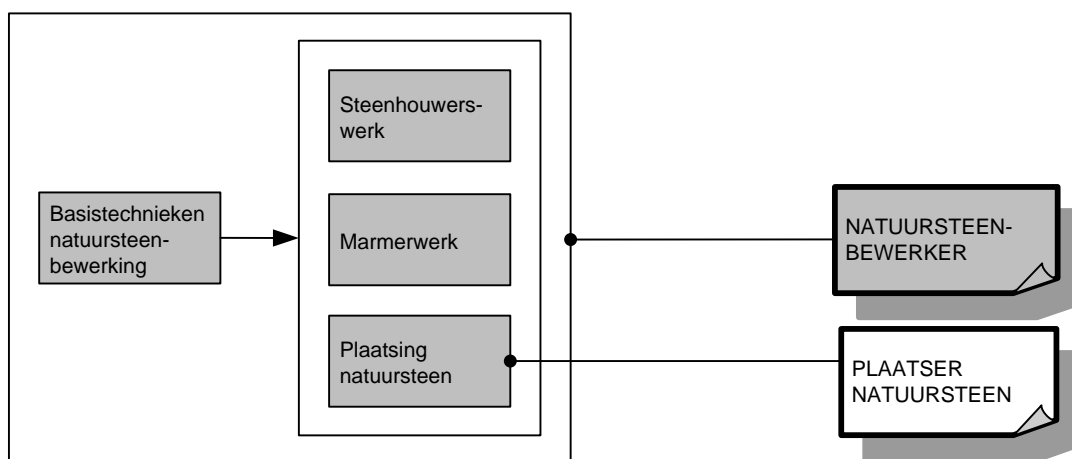 Steenhouwers-
werk
Basistechnieken
natuursteen-
bewerking
Marmerwerk
Plaatsing
natuursteen
NATUURSTEEN-
BEWERKER
PLAATSER
NATUURSTEEN